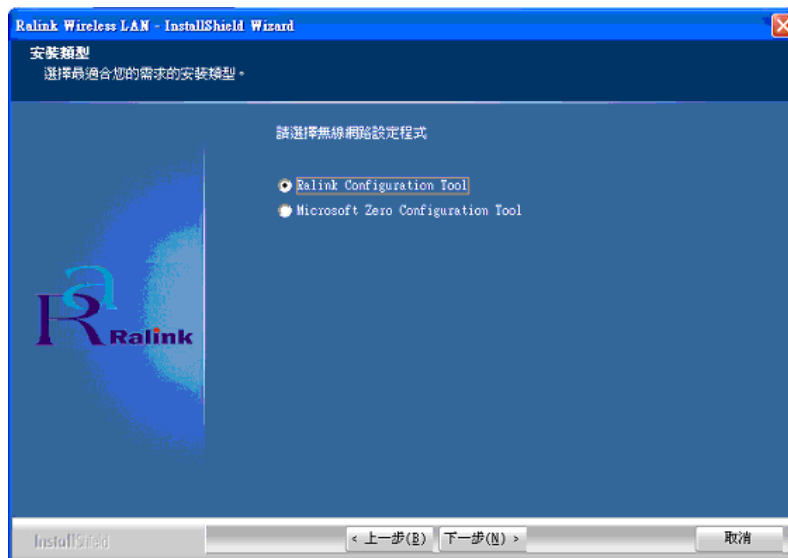 Ralink Wireless LAN - InstallShield Wizard
安裝類型
選擇最適合您的需求的安裝類型。
請選擇無線網路設定程式
Ralink Configuration Tool
Microsoft Zero Configuration Tool
Ralink
InstallShield
< 上一步(B)
下一步(N) >
取消